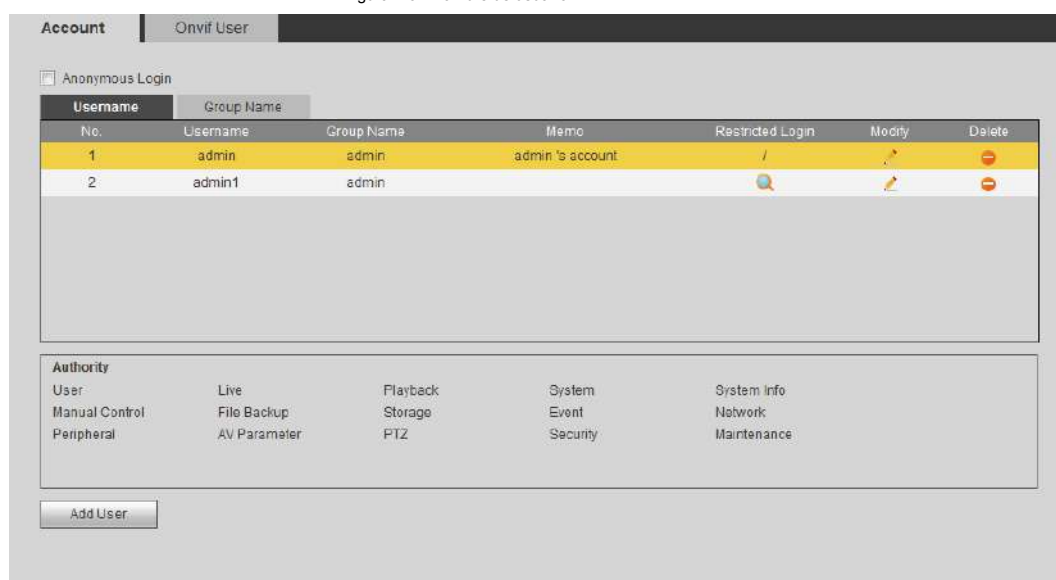 Account Onvif User
Anonymous Login
Username Group Name
No. Username Group Name Memo Restricted Login Modify Delete
1 admin admin admin 's account /
2 admin1 admin
Authority
User Live Playback System System Info
Manual Control File Backup Storage Event Network
Peripheral AV Parameter PTZ Security Maintenance
Add User